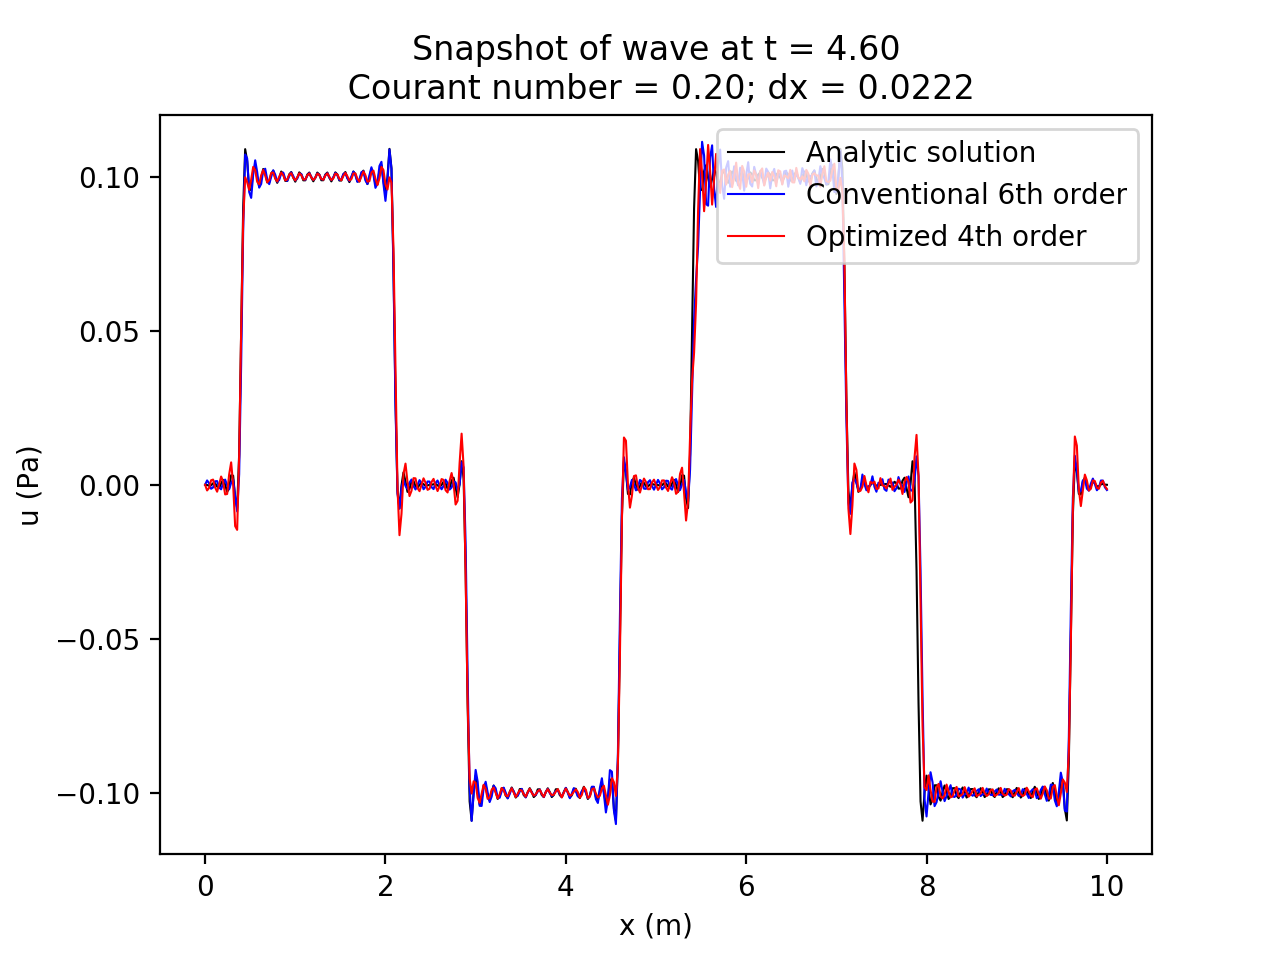 Snapshot of wave at t = 4.60
Courant number = 0.20; dx = 0.0222
Analytic solution
Conventional 6th order
Optimized 4th order
0.10
0.05
0.00
−0.05
−0.10
u (Pa)
0 2 4 6 8 10
x (m)